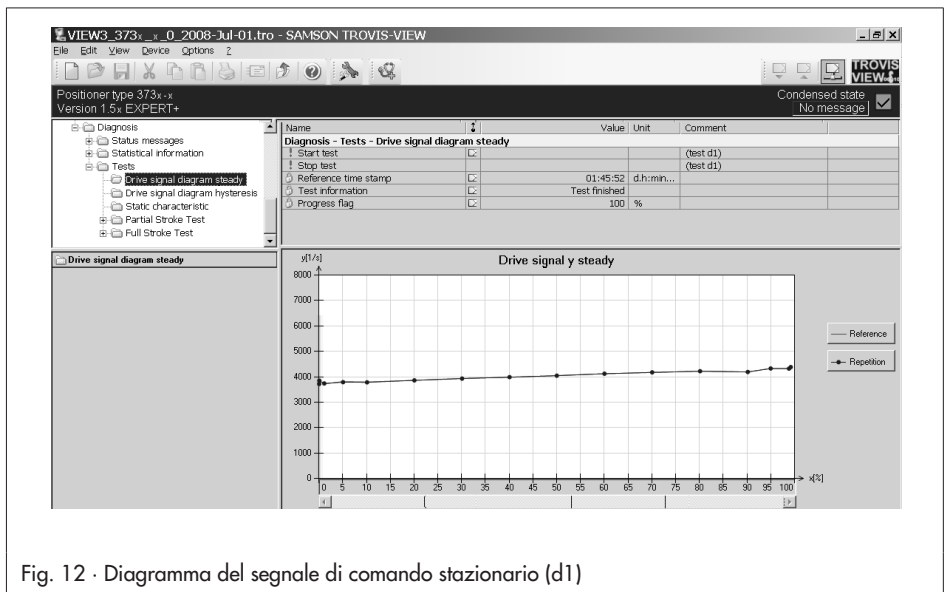 VIEW3_373x_x_0_2008-Jul-01.tro - SAMSON TROVIS-VIEW
File Edit View Device Options ?
TROVIS
VIEW
Positioner type 373x-x
Version 1.5x EXPERT+
Condensed state
No message
Diagnosis
Status messages
Statistical information
Tests
Drive signal diagram steady
Drive signal diagram hysteresis
Static characteristic
Partial Stroke Test
Full Stroke Test
Name Value Unit Comment
Diagnosis - Tests - Drive signal diagram steady
! Start test (test d1)
! Stop test (test d1)
Reference time stamp 01:45:52 d.h:min...
Test information Test finished
Progress flag 100 %
Drive signal diagram steady
y[1/s]
Drive signal y steady
8000
7000
6000
5000
4000
3000
2000
1000
0
0 5 10 15 20 25 30 35 40 45 50 55 60 65 70 75 80 85 90 95 100
x[%]
Reference
Repetition
Fig. 12 · Diagramma del segnale di comando stazionario (d1)